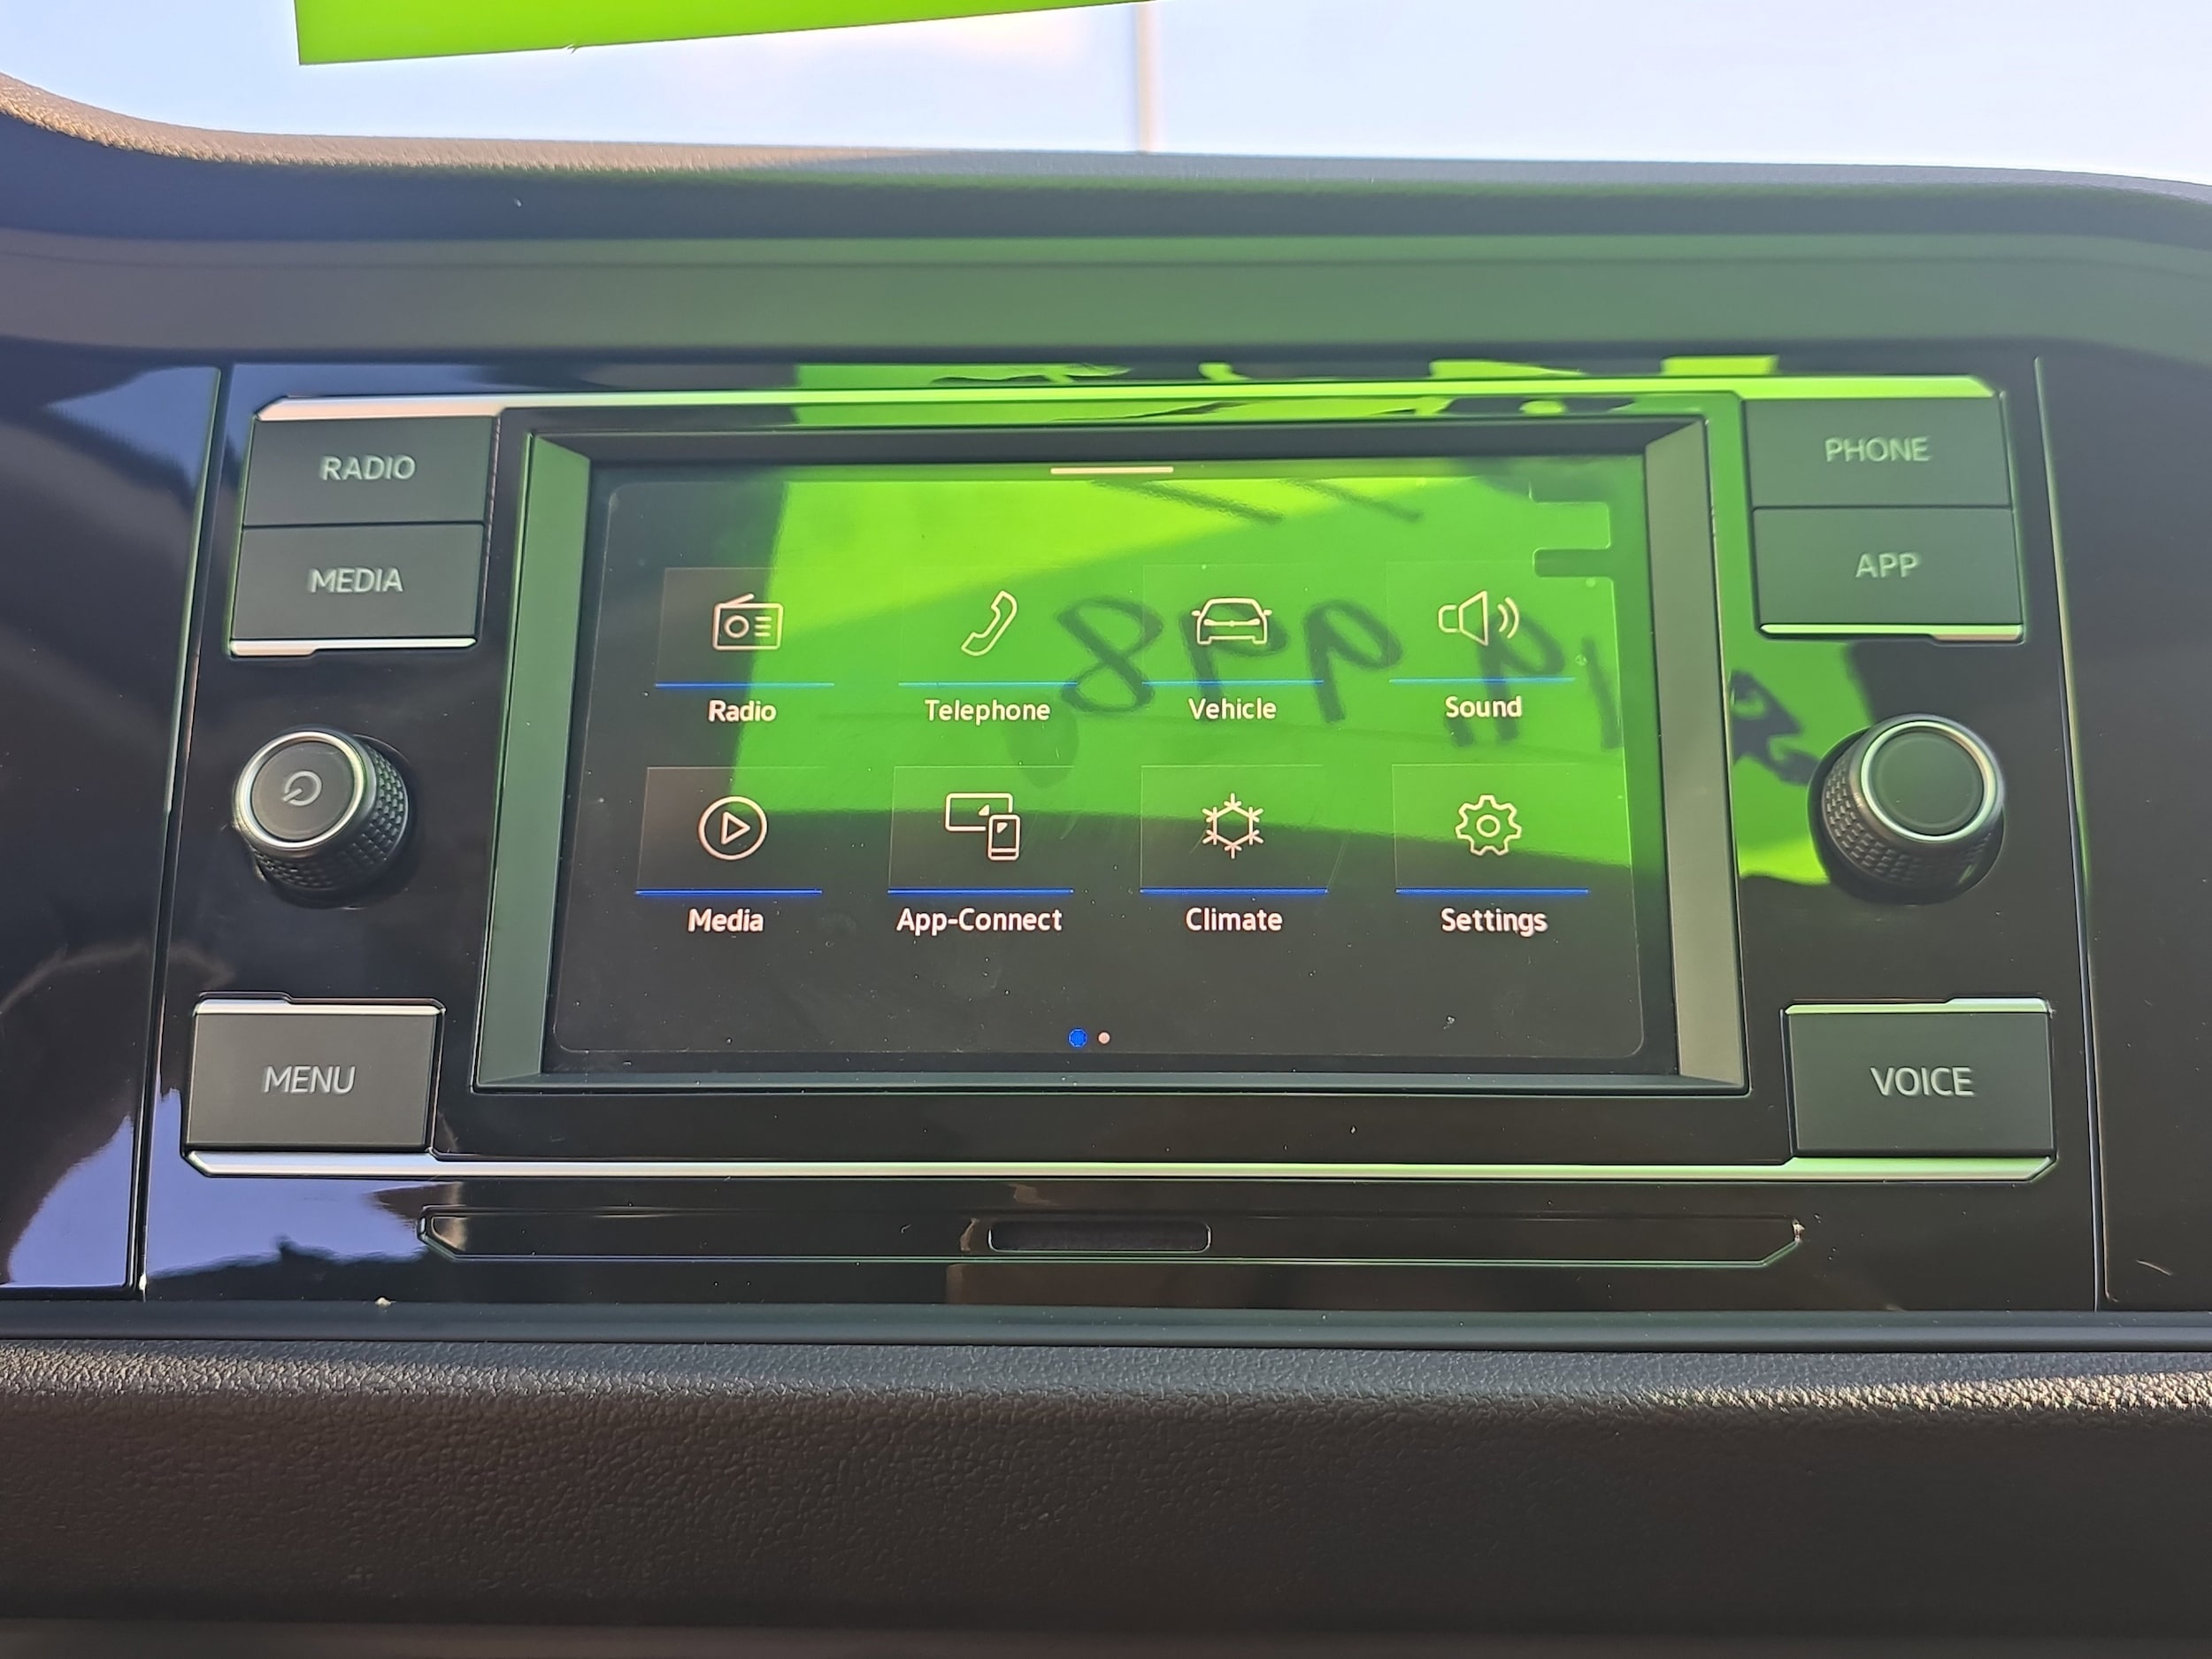 RADIO
PHONE
MEDIA
APP
Radio
Telephone
Vehicle
Sound
Media
App-Connect
Climate
Settings
MENU
VOICE